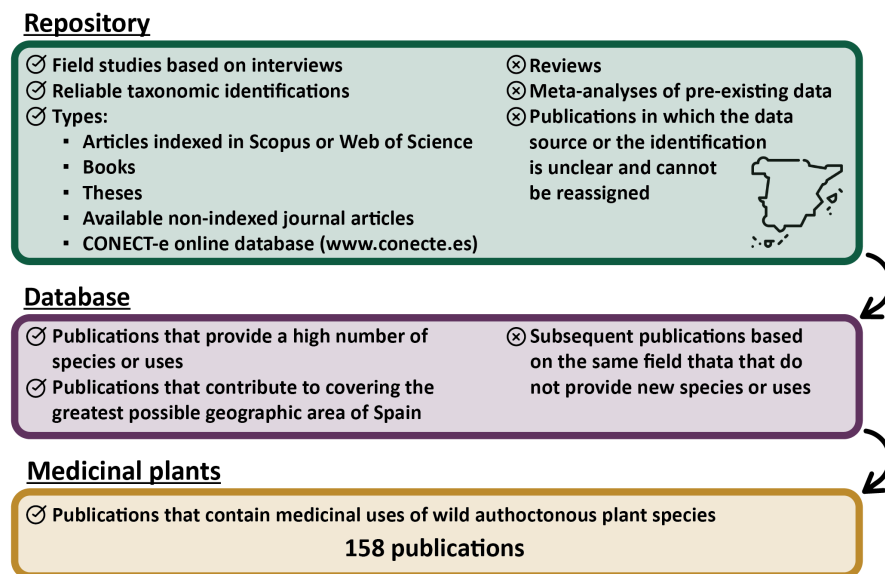 Repository
Field studies based on interviews
Reliable taxonomic identifications
Types:
▪ Articles indexed in Scopus or Web of Science
▪ Books
▪ Theses
▪ Available non-indexed journal articles
▪ CONECT-e online database (www.conecte.es)
Reviews
Meta-analyses of pre-existing data
Publications in which the data
source or the identification
is unclear and cannot
be reassigned
Database
Publications that provide a high number of
species or uses
Publications that contribute to covering the
greatest possible geographic area of Spain
Subsequent publications based
on the same field thata that do
not provide new species or uses
Medicinal plants
Publications that contain medicinal uses of wild authoctonous plant species
158 publications